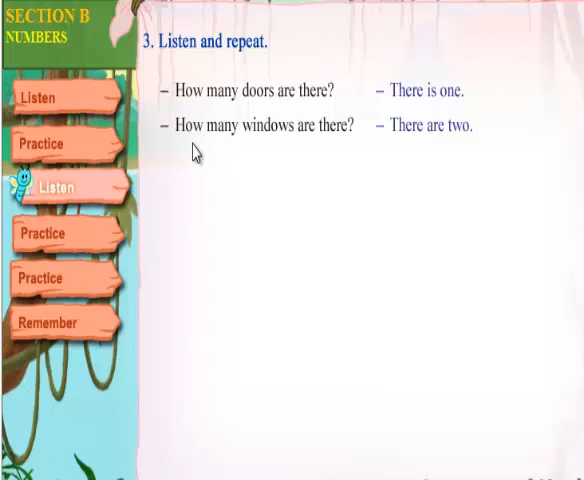 SECTION B
NUMBERS
3. Listen and repeat.
– How many doors are there? – There is one.
– How many windows are there? – There are two.
Listen
Practice
Listen
Practice
Practice
Remember